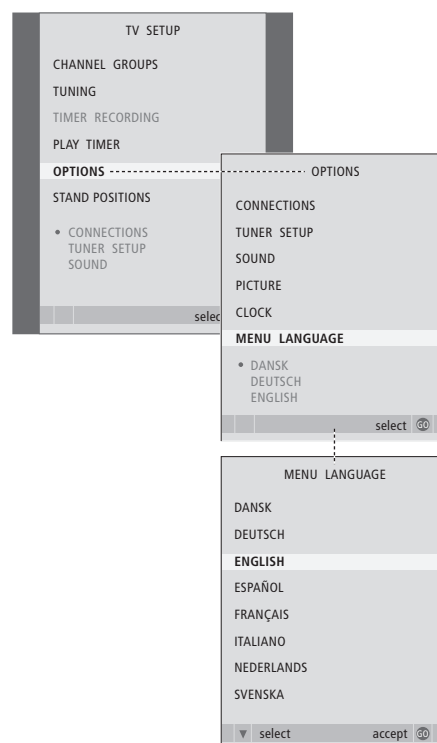 TV SETUP
CHANNEL GROUPS
TUNING
TIMER RECORDING
PLAY TIMER
OPTIONS
STAND POSITIONS
• CONNECTIONS
TUNER SETUP
SOUND
selec
OPTIONS
CONNECTIONS
TUNER SETUP
SOUND
PICTURE
CLOCK
MENU LANGUAGE
• DANSK
DEUTSCH
ENGLISH
select GO
MENU LANGUAGE
DANSK
DEUTSCH
ENGLISH
ESPAÑOL
FRANÇAIS
ITALIANO
NEDERLANDS
SVENSKA
▼ select accept GO